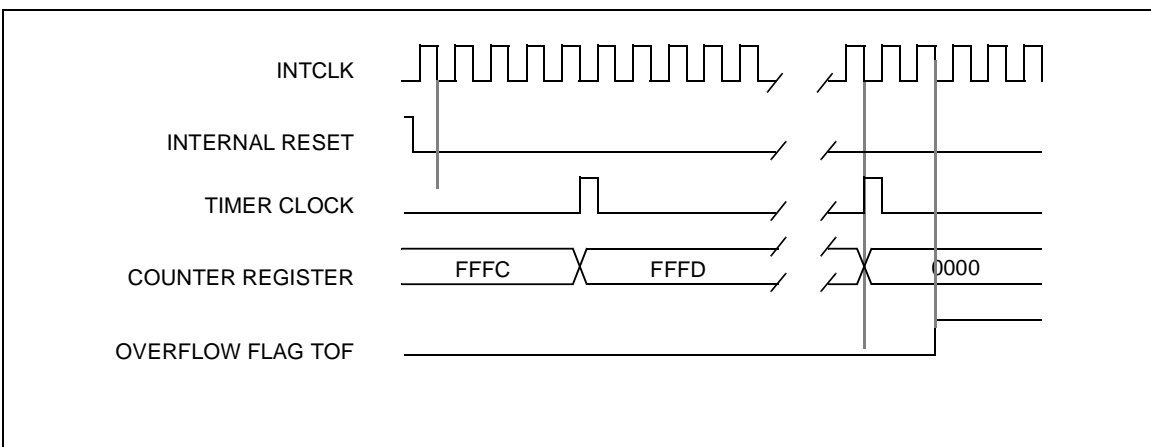 INTCLK
INTERNAL RESET
TIMER CLOCK
COUNTER REGISTER FFFC FFFD 0000
OVERFLOW FLAG TOF